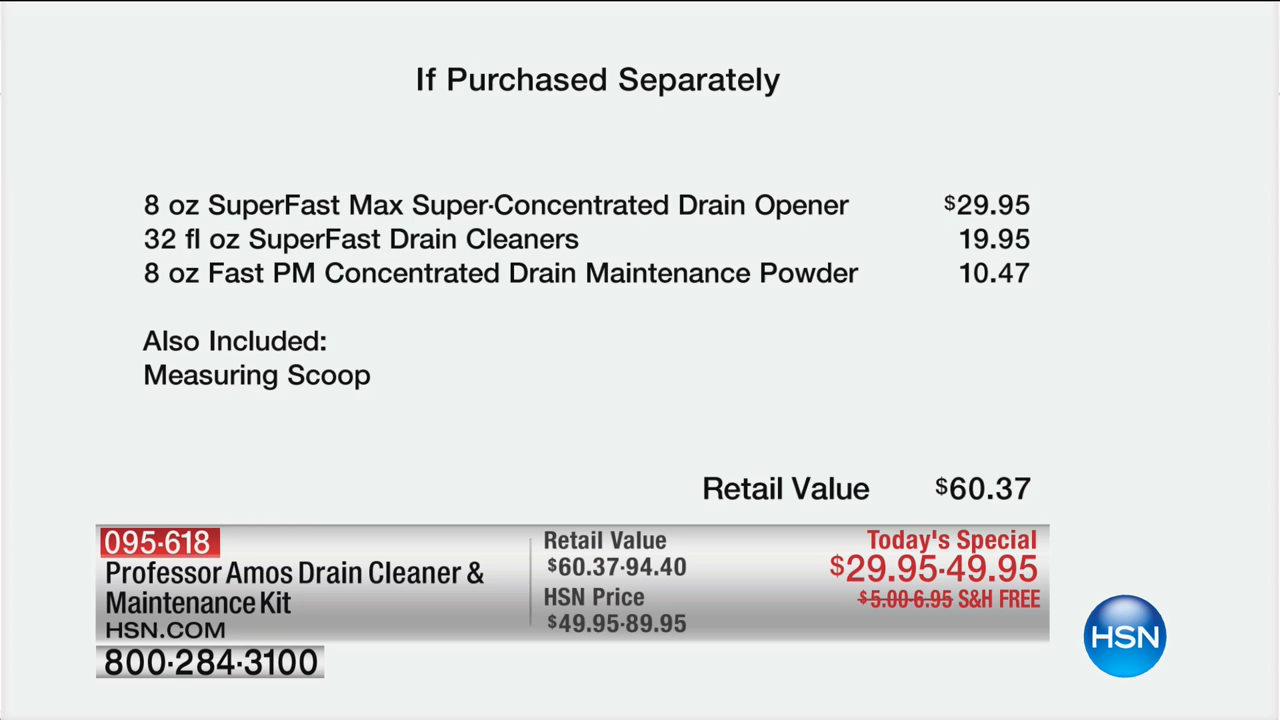 If Purchased Separately
8 oz SuperFast Max Super-Concentrated Drain Opener $29.95
32 fl oz SuperFast Drain Cleaners 19.95
8 oz Fast PM Concentrated Drain Maintenance Powder 10.47
Also Included:
Measuring Scoop
Retail Value $60.37
095-618
Professor Amos Drain Cleaner &
Maintenance Kit
HSN.COM
800-284-3100
Retail Value
$60.37-94.40
HSN Price
$49.95-89.95
Today's Special
$29.95-49.95
$5.00-6.95 S&H FREE
HSN